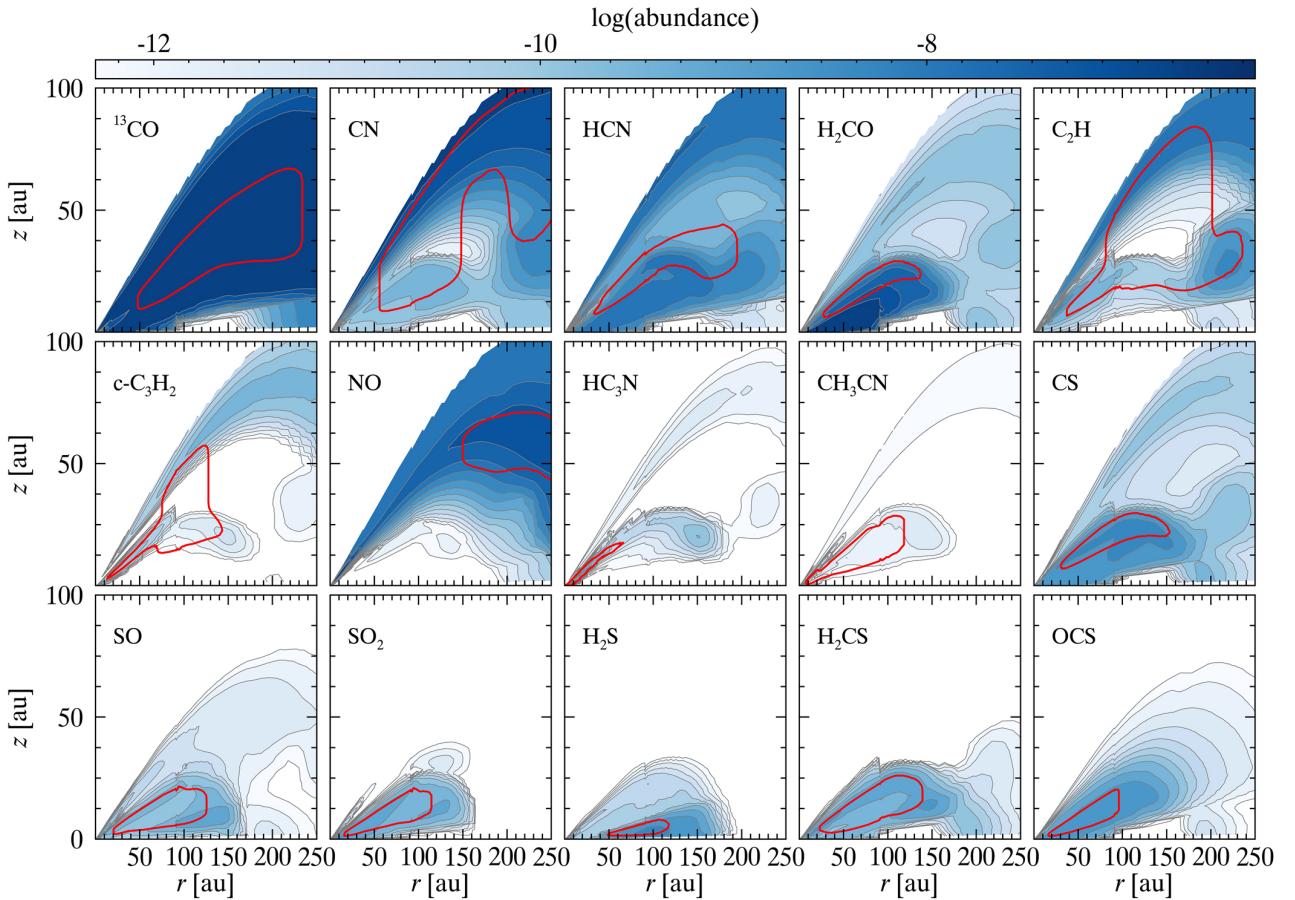 log(abundance)
-12 -10 -8
100 50 0
z [au]
¹³CO CN HCN H₂CO C₂H
100 50 0
z [au]
c-C₃H₂ NO HC₃N CH₃CN CS
100 50 0
z [au]
SO SO₂ H₂S H₂CS OCS
50 100 150 200 250 50 100 150 200 250 50 100 150 200 250 50 100 150 200 250 50 100 150 200 250
r [au] r [au] r [au] r [au] r [au]